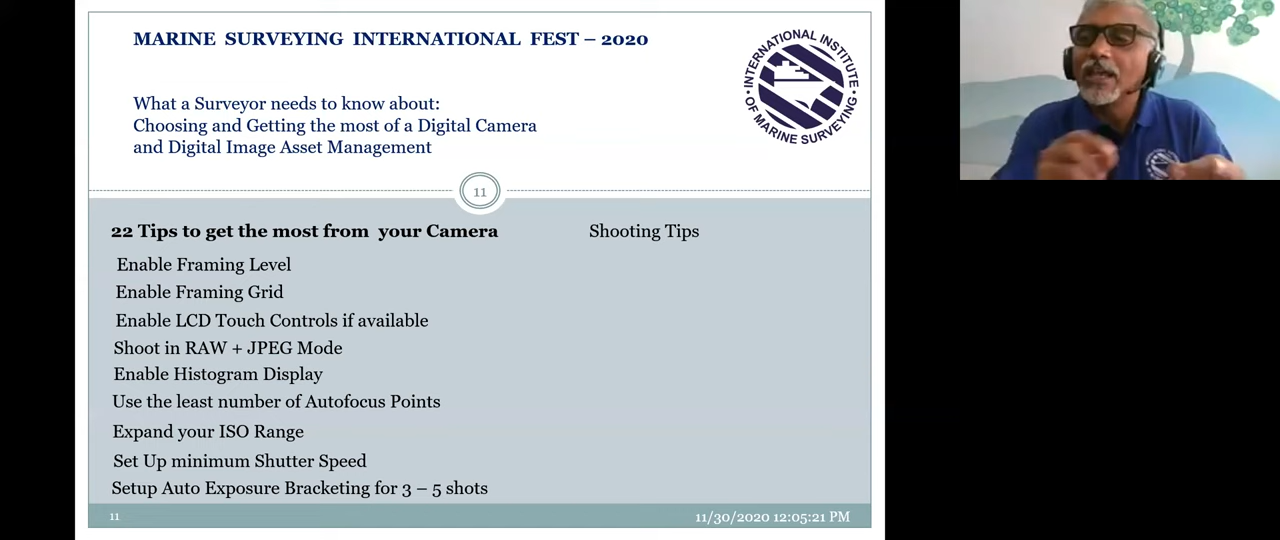 MARINE SURVEYING INTERNATIONAL FEST – 2020
INTERNATIONAL INSTITUTE
• OF MARINE SURVEYING •
What a Surveyor needs to know about:
Choosing and Getting the most of a Digital Camera
and Digital Image Asset Management
11
22 Tips to get the most from your Camera
Shooting Tips
Enable Framing Level
Enable Framing Grid
Enable LCD Touch Controls if available
Shoot in RAW + JPEG Mode
Enable Histogram Display
Use the least number of Autofocus Points
Expand your ISO Range
Set Up minimum Shutter Speed
Setup Auto Exposure Bracketing for 3 – 5 shots
11
11/30/2020 12:05:21 PM